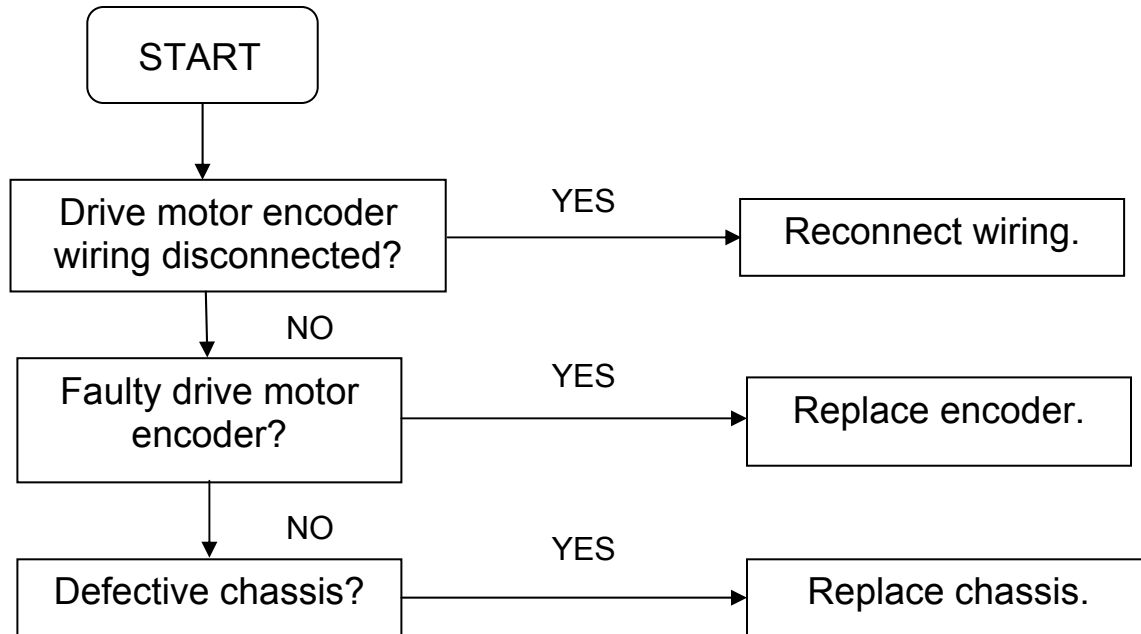 START
Drive motor encoder
wiring disconnected?
YES
Reconnect wiring.
NO
Faulty drive motor
encoder?
YES
Replace encoder.
NO
Defective chassis?
YES
Replace chassis.